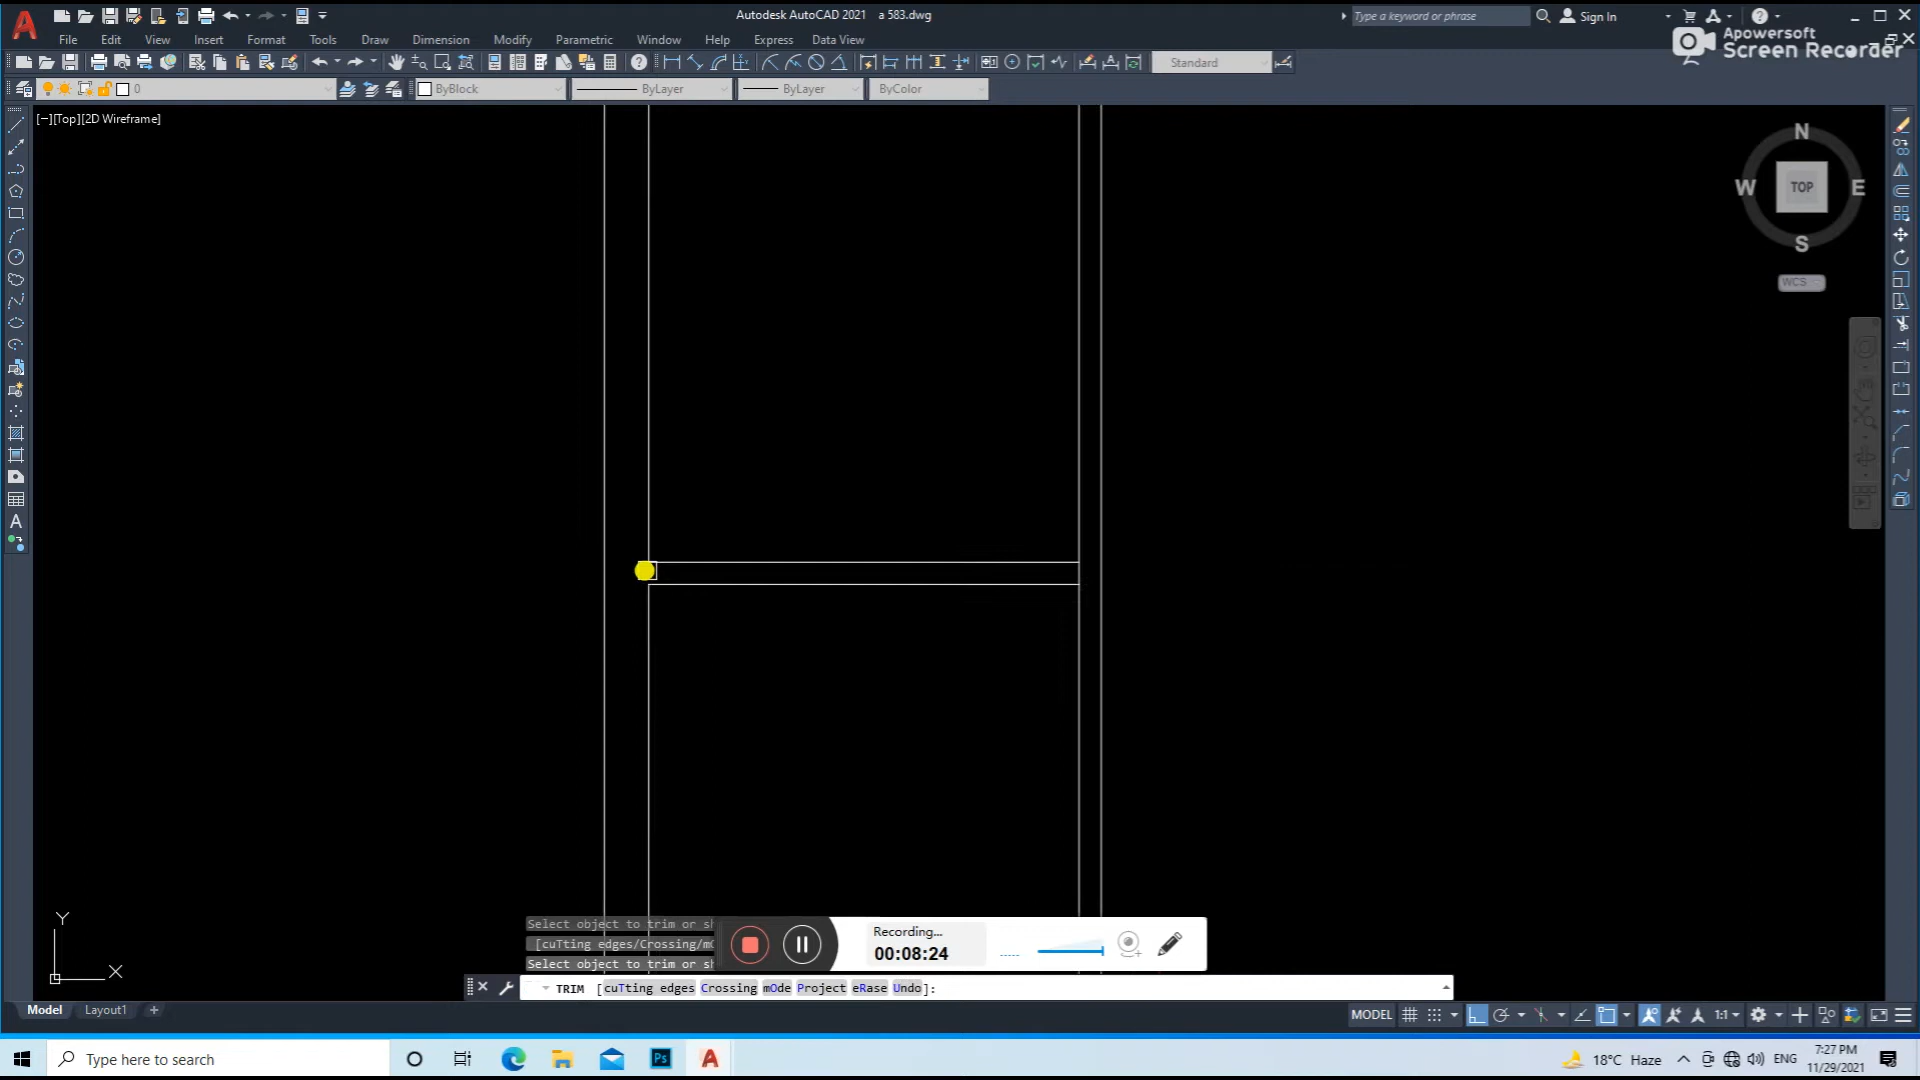 Autodesk AutoCAD 2021 a 583.dwg
Type a keyword or phrase
Sign In
File Edit View Insert Format Tools Draw Dimension Modify Parametric Window Help Express Data View
Apowersoft
Screen Recorder
Standard
0
ByBlock
ByLayer
ByLayer
ByColor
[−][Top][2D Wireframe]
N
W TOP E
S
WCS
Y
X
Select object to trim or sh
[cuTting edges/Crossing/mO
Select object to trim or sh
Recording...
00:08:24
TRIM [cuTting edges Crossing mOde Project eRase Undo]:
Model Layout1 +
MODEL 1:1
Type here to search
Ps
18°C Haze
ENG
7:27 PM
11/29/2021